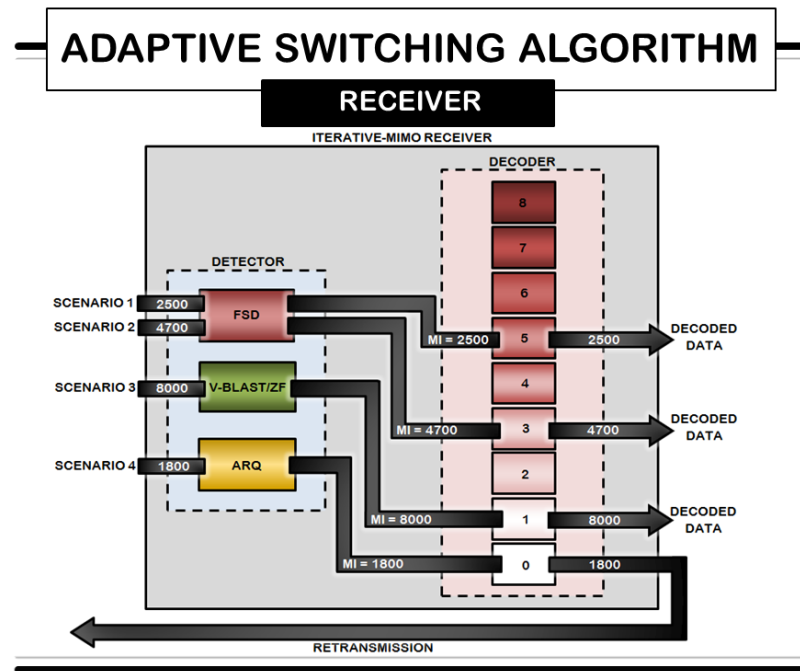 ADAPTIVE SWITCHING ALGORITHM
RECEIVER
ITERATIVE-MIMO RECEIVER
DECODER
8
7
6
DETECTOR
SCENARIO 1
2500
SCENARIO 2
4700
FSD
MI = 2500
5
2500
DECODED
DATA
SCENARIO 3
8000
V-BLAST/ZF
4
MI = 4700
3
4700
DECODED
DATA
SCENARIO 4
1800
ARQ
2
MI = 8000
1
8000
DECODED
DATA
MI = 1800
0
1800
RETRANSMISSION